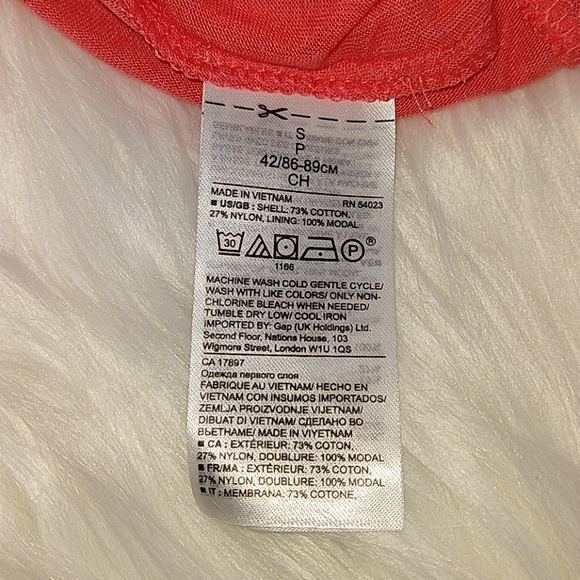 S
P
42/86-89CM
CH
MADE IN VIETNAM RN 54023
■ US/GB : SHELL: 73% COTTON,
27% NYLON, LINING: 100% MODAL
30 P ®
1166
MACHINE WASH COLD GENTLE CYCLE/
WASH WITH LIKE COLORS/ ONLY NON-
CHLORINE BLEACH WHEN NEEDED/
TUMBLE DRY LOW/ COOL IRON
IMPORTED BY: Gap (UK Holdings) Ltd.
Second Floor, Nations House, 103
Wigmore Street, London W1U 1QS
CA 17897
Одежда первого слоя
FABRIQUE AU VIETNAM/ HECHO EN
VIETNAM CON INSUMOS IMPORTADOS/
ZEMLJA PROIZVODNJE VIJETNAM/
DIBUAT DI VIETNAM/ СДЕЛАНО ВО
ВЬЕТНАМЕ/ MADE IN VIYETNAM
■ CA : EXTÉRIEUR: 73% COTON,
27% NYLON, DOUBLURE: 100% MODAL
■ FR/MA : EXTÉRIEUR: 73% COTON,
27% NYLON, DOUBLURE: 100% MODAL
■ IT : MEMBRANA: 73% COTONE,